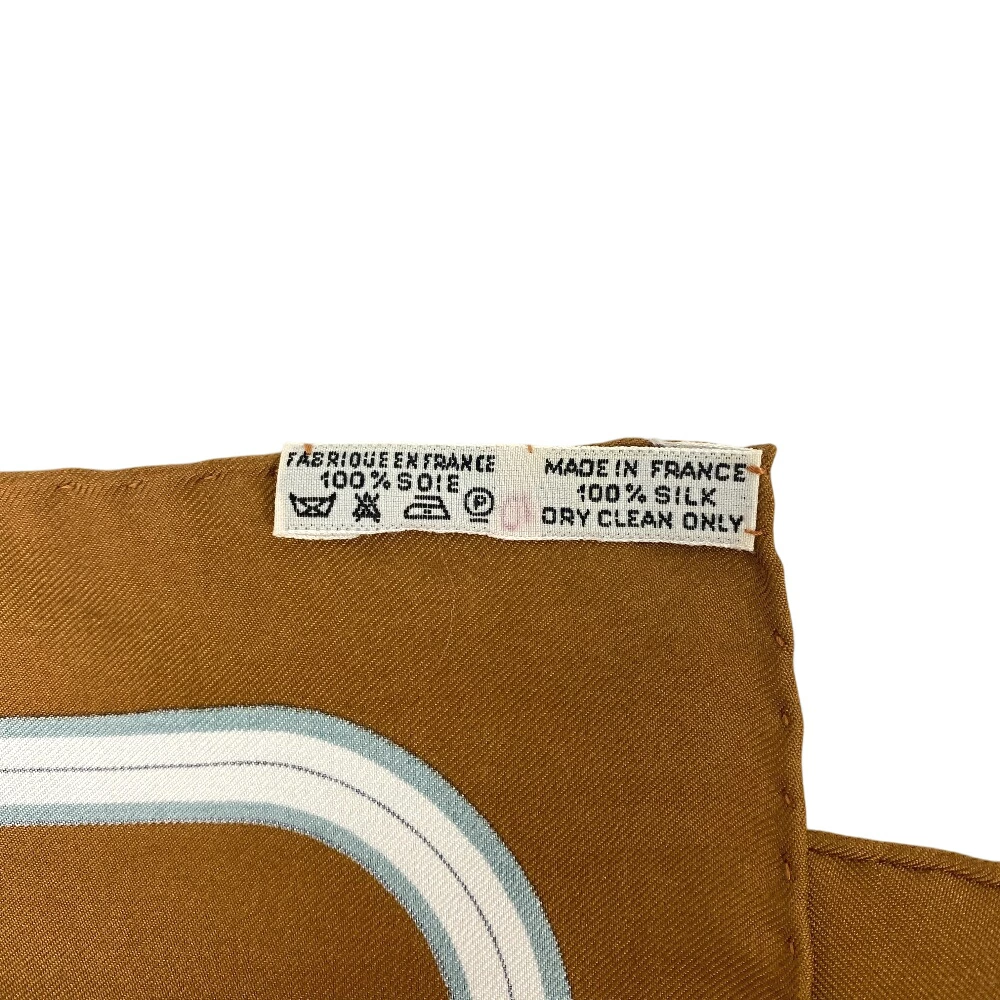 FABRIQUE EN FRANCE
100% SOIE
P
MADE IN FRANCE
100% SILK
DRY CLEAN ONLY